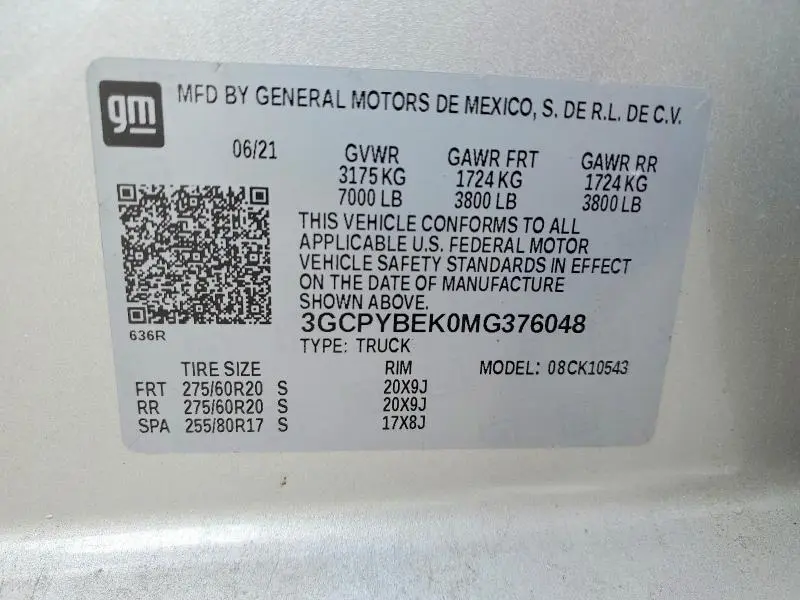 gm
MFD BY GENERAL MOTORS DE MEXICO, S. DE R.L. DE C.V.
06/21 GVWR GAWR FRT GAWR RR
3175 KG 1724 KG 1724 KG
7000 LB 3800 LB 3800 LB
THIS VEHICLE CONFORMS TO ALL
APPLICABLE U.S. FEDERAL MOTOR
VEHICLE SAFETY STANDARDS IN EFFECT
ON THE DATE OF MANUFACTURE
SHOWN ABOVE.
3GCPYBEK0MG376048
636R
TYPE: TRUCK
TIRE SIZE RIM MODEL: 08CK10543
FRT 275/60R20 S 20X9J
RR 275/60R20 S 20X9J
SPA 255/80R17 S 17X8J